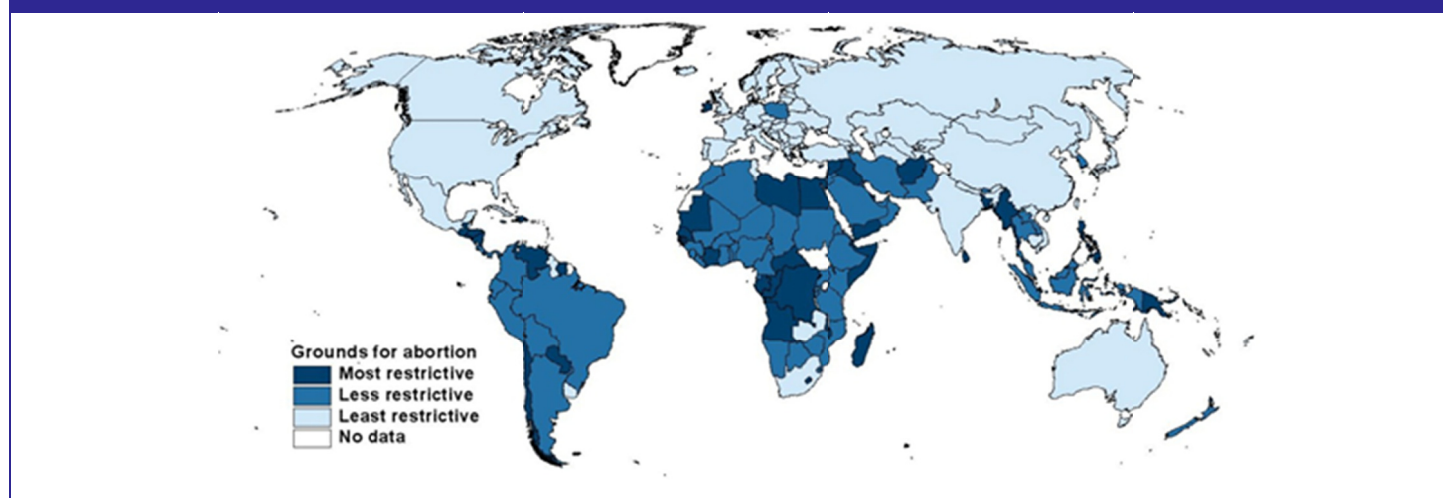 Grounds for abortion
Most restrictive
Less restrictive
Least restrictive
No data